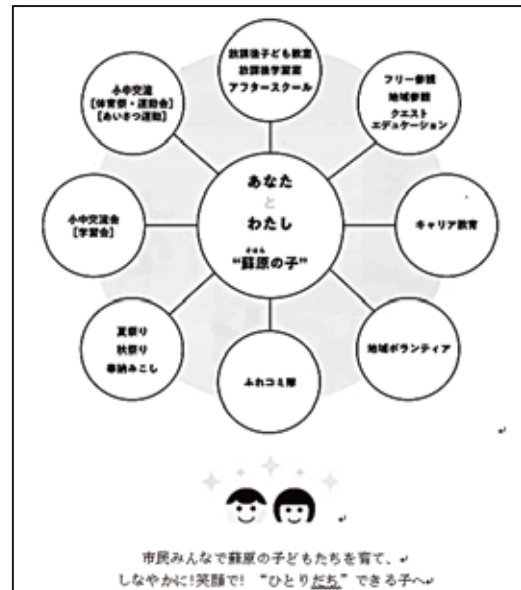 放課後子ども教室
放課後学習室
アフタースクール
フリー参観
地域参観
クエスト
エデュケーション
キャリア教育
地域ボランティア
ふれコミ隊
夏祭り
秋祭り
奉納みこし
小中交流会
[学習会]
小中交流
[体育祭・運動会]
[あいさつ運動]
あなた
と
わたし
そはら
“蘇原の子”
市民みんなで蘇原の子どもたちを育て、
しなやかに!笑顔で! “ひとりだち”できる子へ